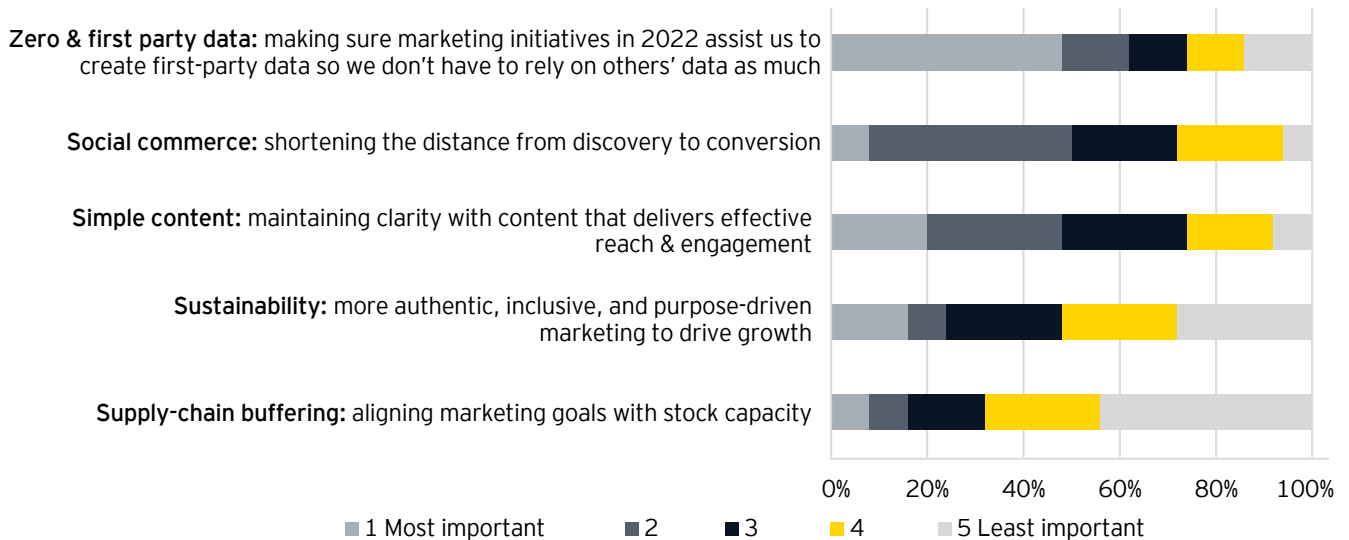 Zero & first party data: making sure marketing initiatives in 2022 assist us to
create first-party data so we don't have to rely on others' data as much
Social commerce: shortening the distance from discovery to conversion
Simple content: maintaining clarity with content that delivers effective
reach & engagement
Sustainability: more authentic, inclusive, and purpose-driven
marketing to drive growth
Supply-chain buffering: aligning marketing goals with stock capacity
0% 20% 40% 60% 80% 100%
1 Most important 2 3 4 5 Least important